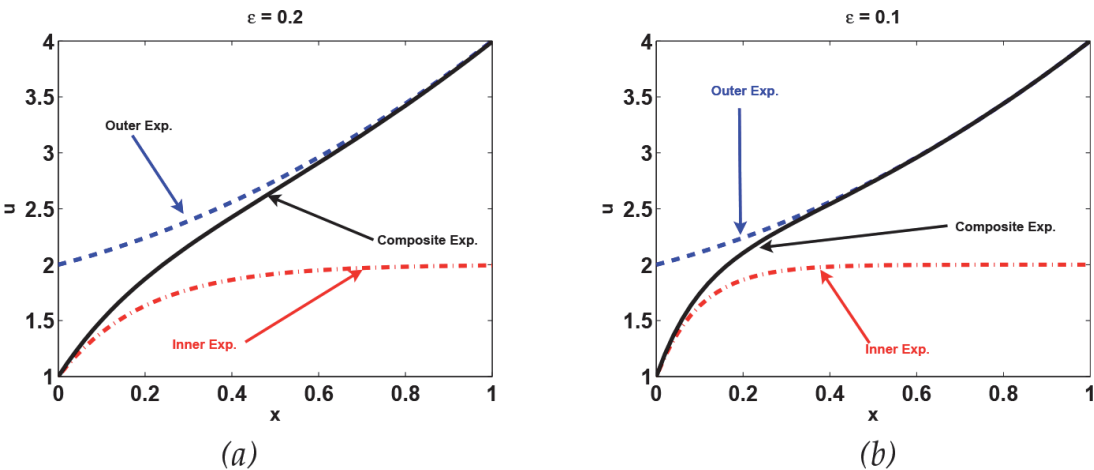 ε = 0.2
4
3.5
3
2.5
2
1.5
1
u
0
0.2
0.4
0.6
0.8
1
x
Outer Exp.
Composite Exp.
Inner Exp.
(a)
ε = 0.1
4
3.5
3
2.5
2
1.5
1
u
0
0.2
0.4
0.6
0.8
1
x
Outer Exp.
Composite Exp.
Inner Exp.
(b)